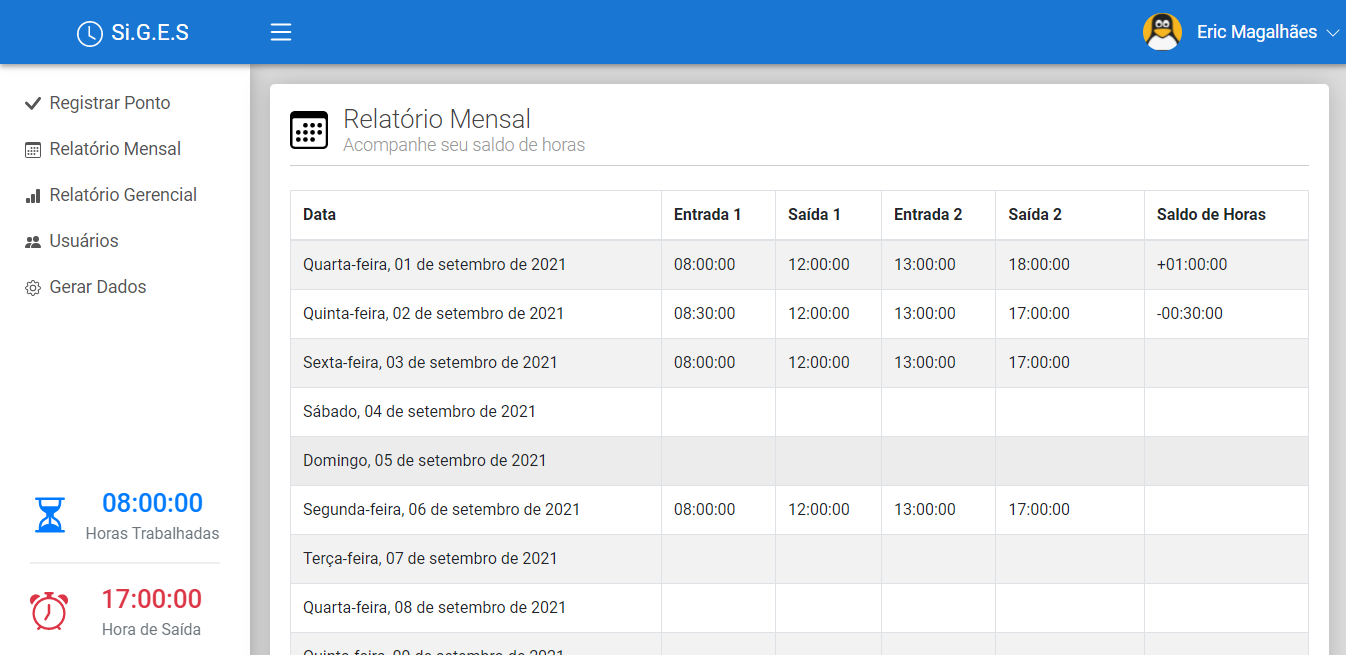 Si.G.E.S
Eric Magalhães
Registrar Ponto
Relatório Mensal
Relatório Gerencial
Usuários
Gerar Dados
08:00:00
Horas Trabalhadas
17:00:00
Hora de Saída
Relatório Mensal
Acompanhe seu saldo de horas
Data Entrada 1 Saída 1 Entrada 2 Saída 2 Saldo de Horas
Quarta-feira, 01 de setembro de 2021 08:00:00 12:00:00 13:00:00 18:00:00 +01:00:00
Quinta-feira, 02 de setembro de 2021 08:30:00 12:00:00 13:00:00 17:00:00 -00:30:00
Sexta-feira, 03 de setembro de 2021 08:00:00 12:00:00 13:00:00 17:00:00
Sábado, 04 de setembro de 2021
Domingo, 05 de setembro de 2021
Segunda-feira, 06 de setembro de 2021 08:00:00 12:00:00 13:00:00 17:00:00
Terça-feira, 07 de setembro de 2021
Quarta-feira, 08 de setembro de 2021
Quinta-feira, 09 de setembro de 2021